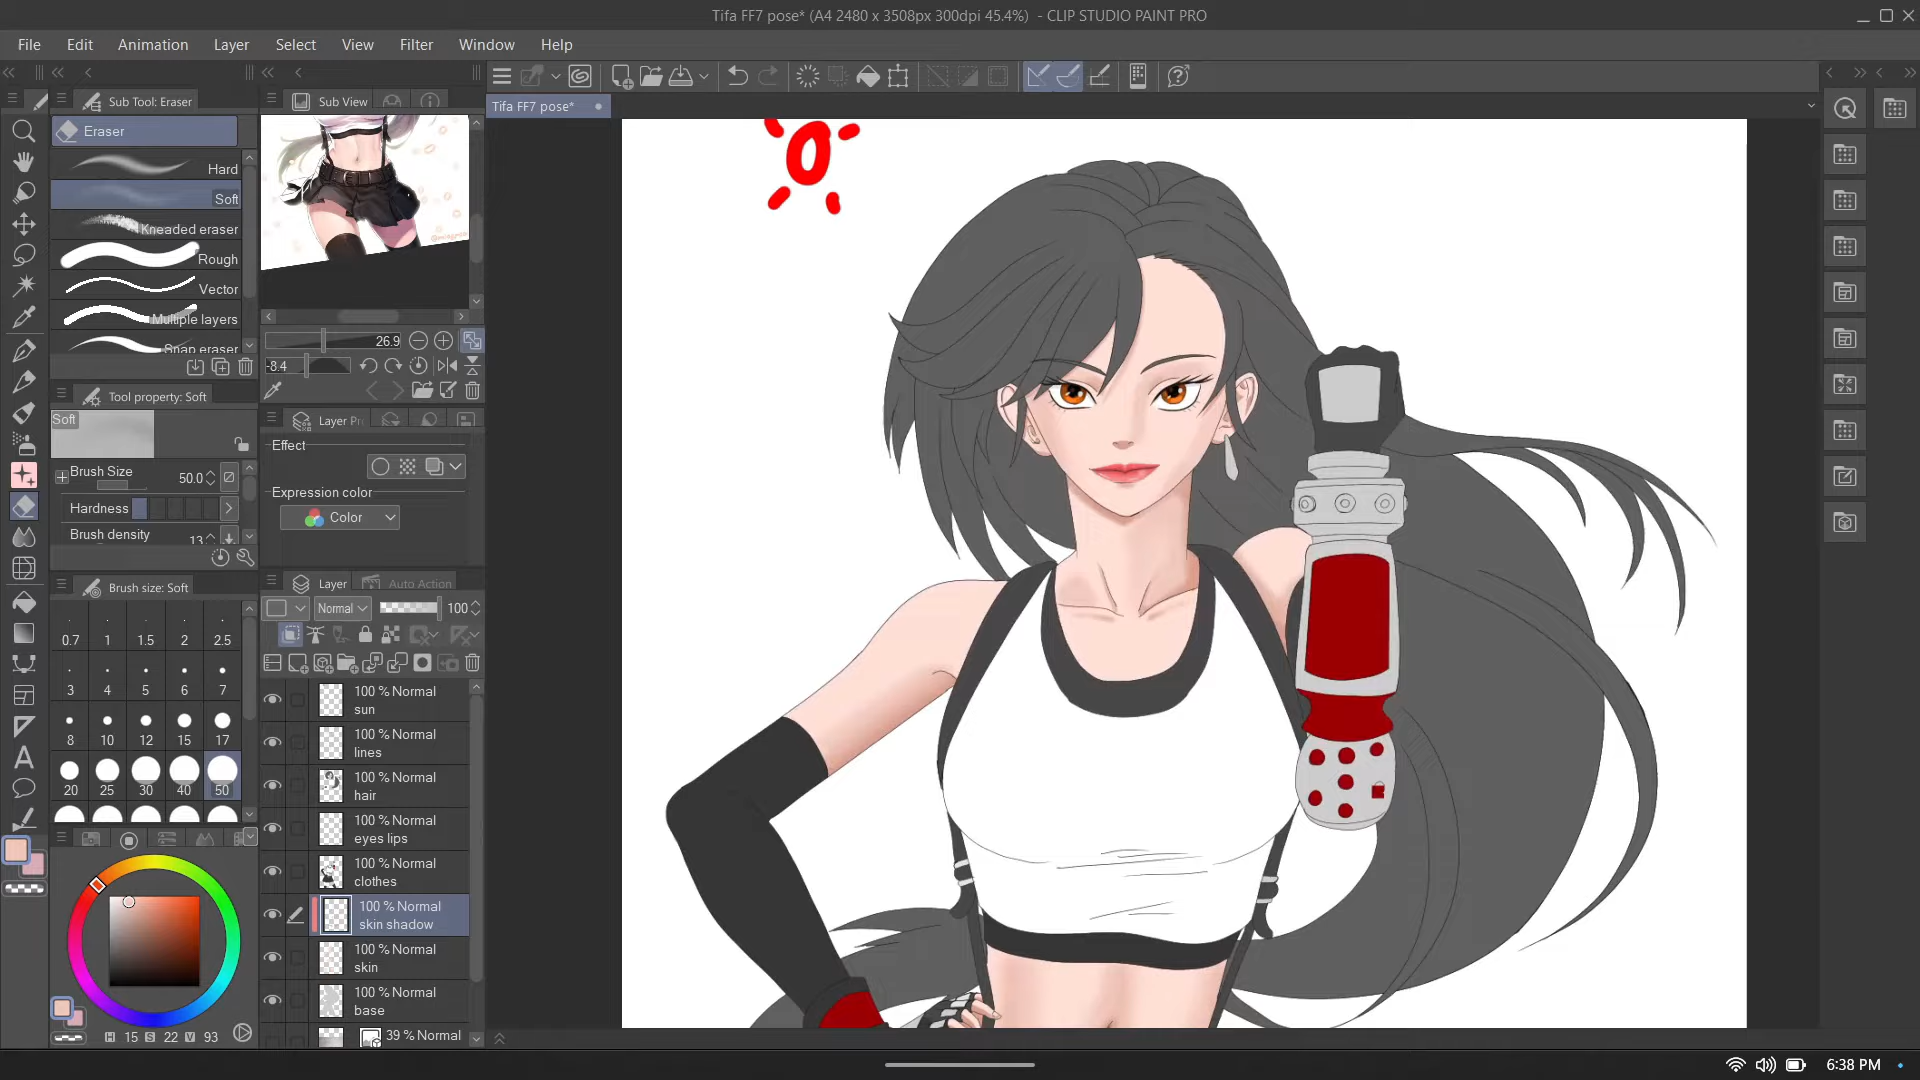 Tifa FF7 pose* (A4 2480 x 3508px 300dpi 45.4%) - CLIP STUDIO PAINT PRO
File Edit Animation Layer Select View Filter Window Help
Sub Tool: Eraser
Eraser
Hard
Soft
Kneaded eraser
Rough
Vector
Multiple layers
Snap eraser
Tool property: Soft
Soft
Brush Size 50.0
Hardness
Brush density 13
Brush size: Soft
0.7 1 1.5 2 2.5
3 4 5 6 7
8 10 12 15 17
20 25 30 40 50
H 15 S 22 V 93
Sub View
26.9
-8.4
Layer Pr
Effect
Expression color
Color
Layer Auto Action
Normal 100
100 % Normal
sun
100 % Normal
lines
100 % Normal
hair
100 % Normal
eyes lips
100 % Normal
clothes
100 % Normal
skin shadow
100 % Normal
skin
100 % Normal
base
39 % Normal
Tifa FF7 pose*
6:38 PM